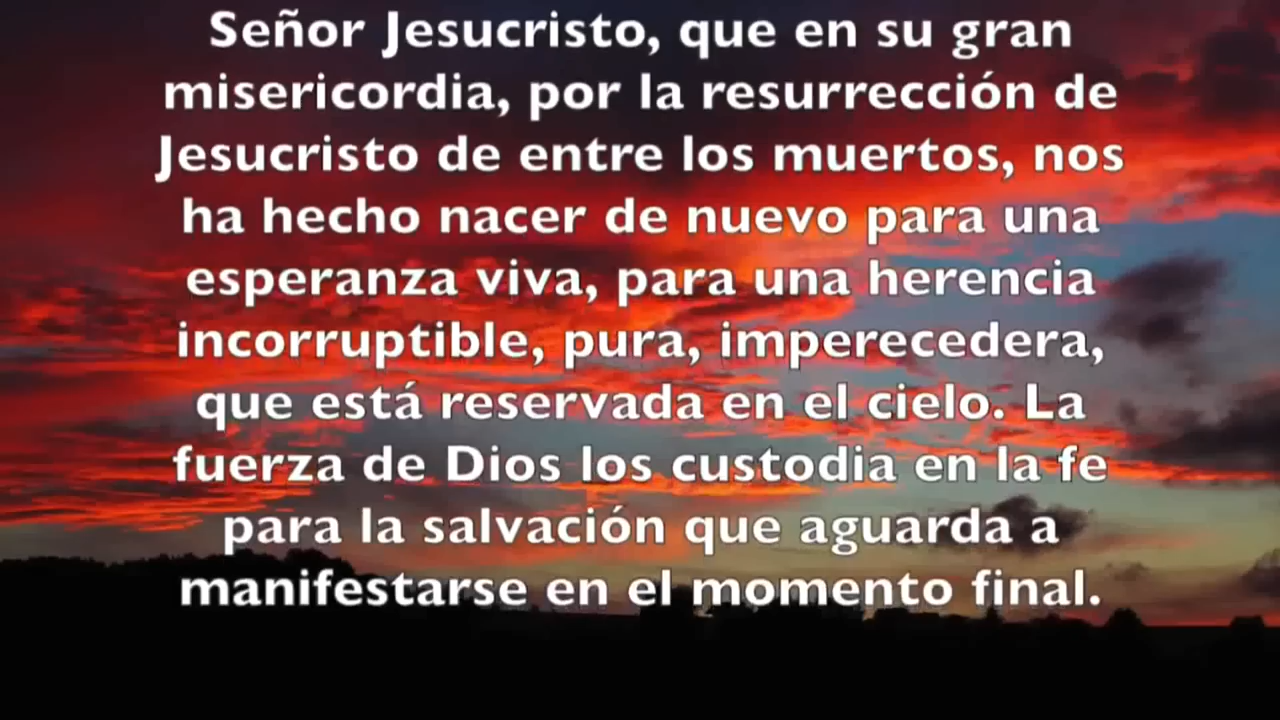 Señor Jesucristo, que en su gran
misericordia, por la resurrección de
Jesucristo de entre los muertos, nos
ha hecho nacer de nuevo para una
esperanza viva, para una herencia
incorruptible, pura, imperecedera,
que está reservada en el cielo. La
fuerza de Dios los custodia en la fe
para la salvación que aguarda a
manifestarse en el momento final.